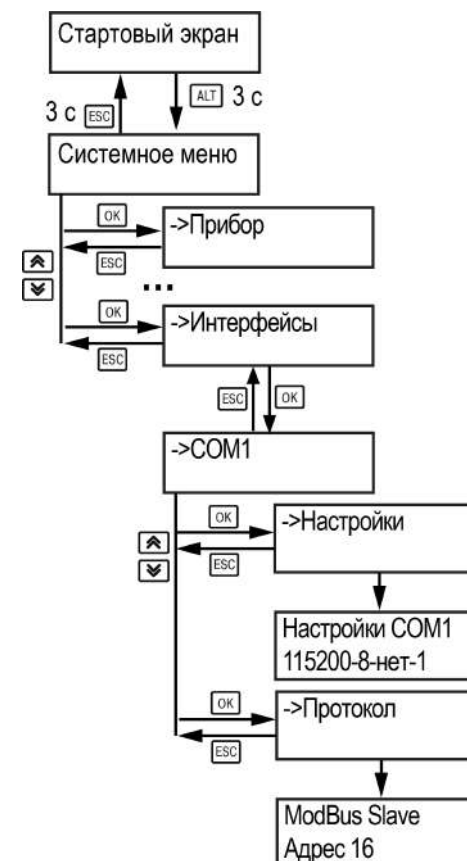 Стартовый экран
3 с ESC
ALT 3 с
Системное меню
OK
->Прибор
ESC
...
OK
->Интерфейсы
ESC
ESC
OK
->COM1
OK
->Настройки
ESC
Настройки COM1
115200-8-нет-1
OK
->Протокол
ESC
ModBus Slave
Адрес 16